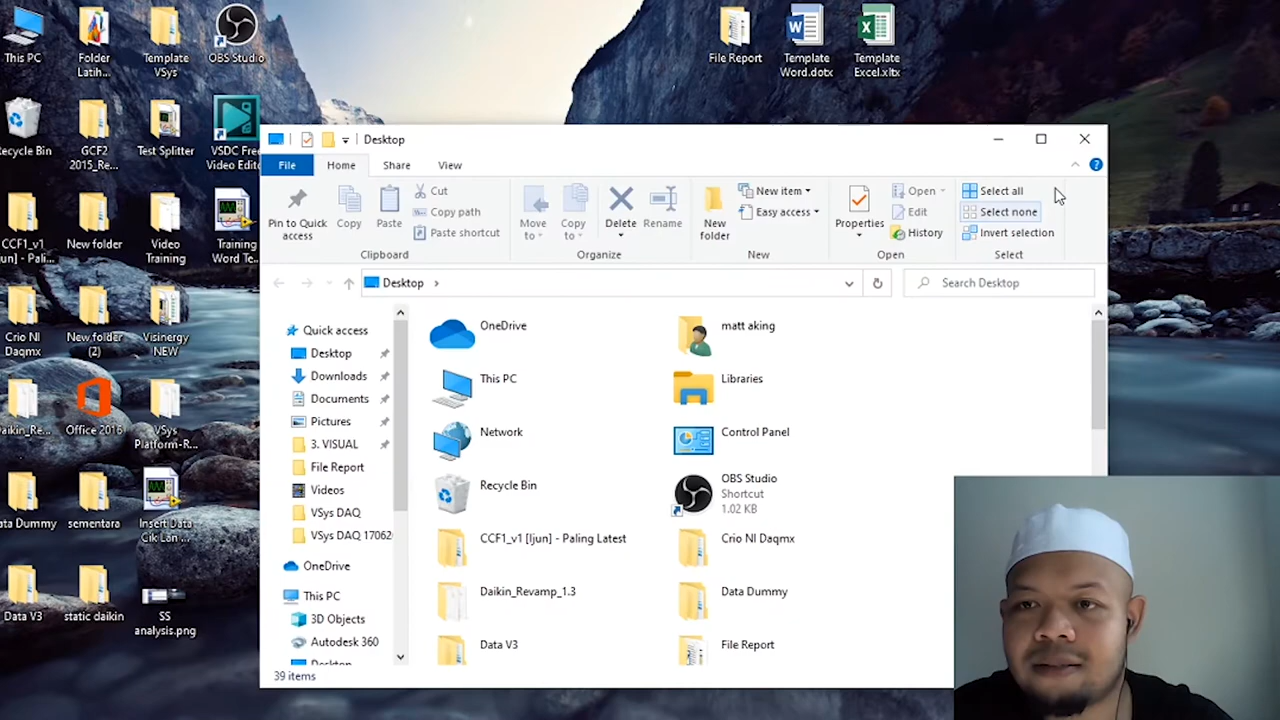 This PC
Folder
Latih...
Template
VSys
OBS Studio
File Report
Template
Word.dotx
Template
Excel.xltx
Recycle Bin
GCF2
2015_Re...
Test Splitter
VSDC Free
Video Edito
CCF1_v1
[ljun] - Pali...
New folder
Video
Training
Training
Word Te...
Crio NI
Daqmx
New folder
(2)
Visinergy
NEW
Daikin_Re...
Office 2016
VSys
Platform-R...
Data Dummy
sementara
Insert Data
Cik Lan ...
Data V3
static daikin
SS
analysis.png
Desktop
File
Home
Share
View
Pin to Quick
access
Copy
Paste
Cut
Copy path
Paste shortcut
Clipboard
Move
to
Copy
to
Delete
Rename
Organize
New
folder
New item
Easy access
New
Properties
Open
Edit
History
Open
Select all
Select none
Invert selection
Select
Desktop
Search Desktop
Quick access
Desktop
Downloads
Documents
Pictures
3. VISUAL
File Report
Videos
VSys DAQ
VSys DAQ 17062
OneDrive
This PC
3D Objects
Autodesk 360
Desktop
OneDrive
matt aking
This PC
Libraries
Network
Control Panel
Recycle Bin
OBS Studio
Shortcut
1.02 KB
CCF1_v1 [ljun] - Paling Latest
Crio NI Daqmx
Daikin_Revamp_1.3
Data Dummy
Data V3
File Report
39 items